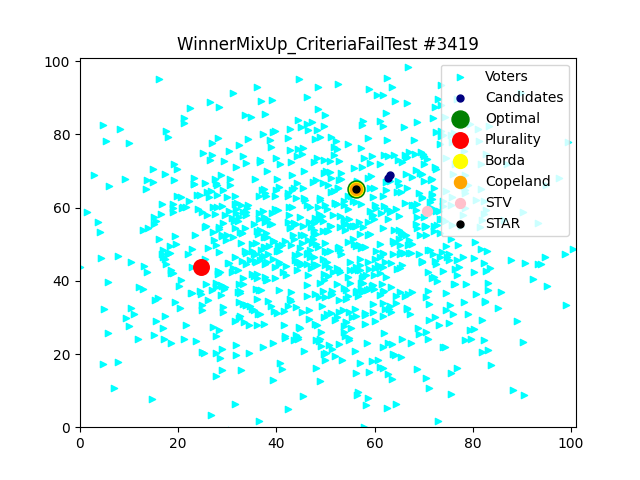 WinnerMixUp_CriteriaFailTest #3419
100
80
60
40
20
0
0
20
40
60
80
100
Voters
Candidates
Optimal
Plurality
Borda
Copeland
STV
STAR